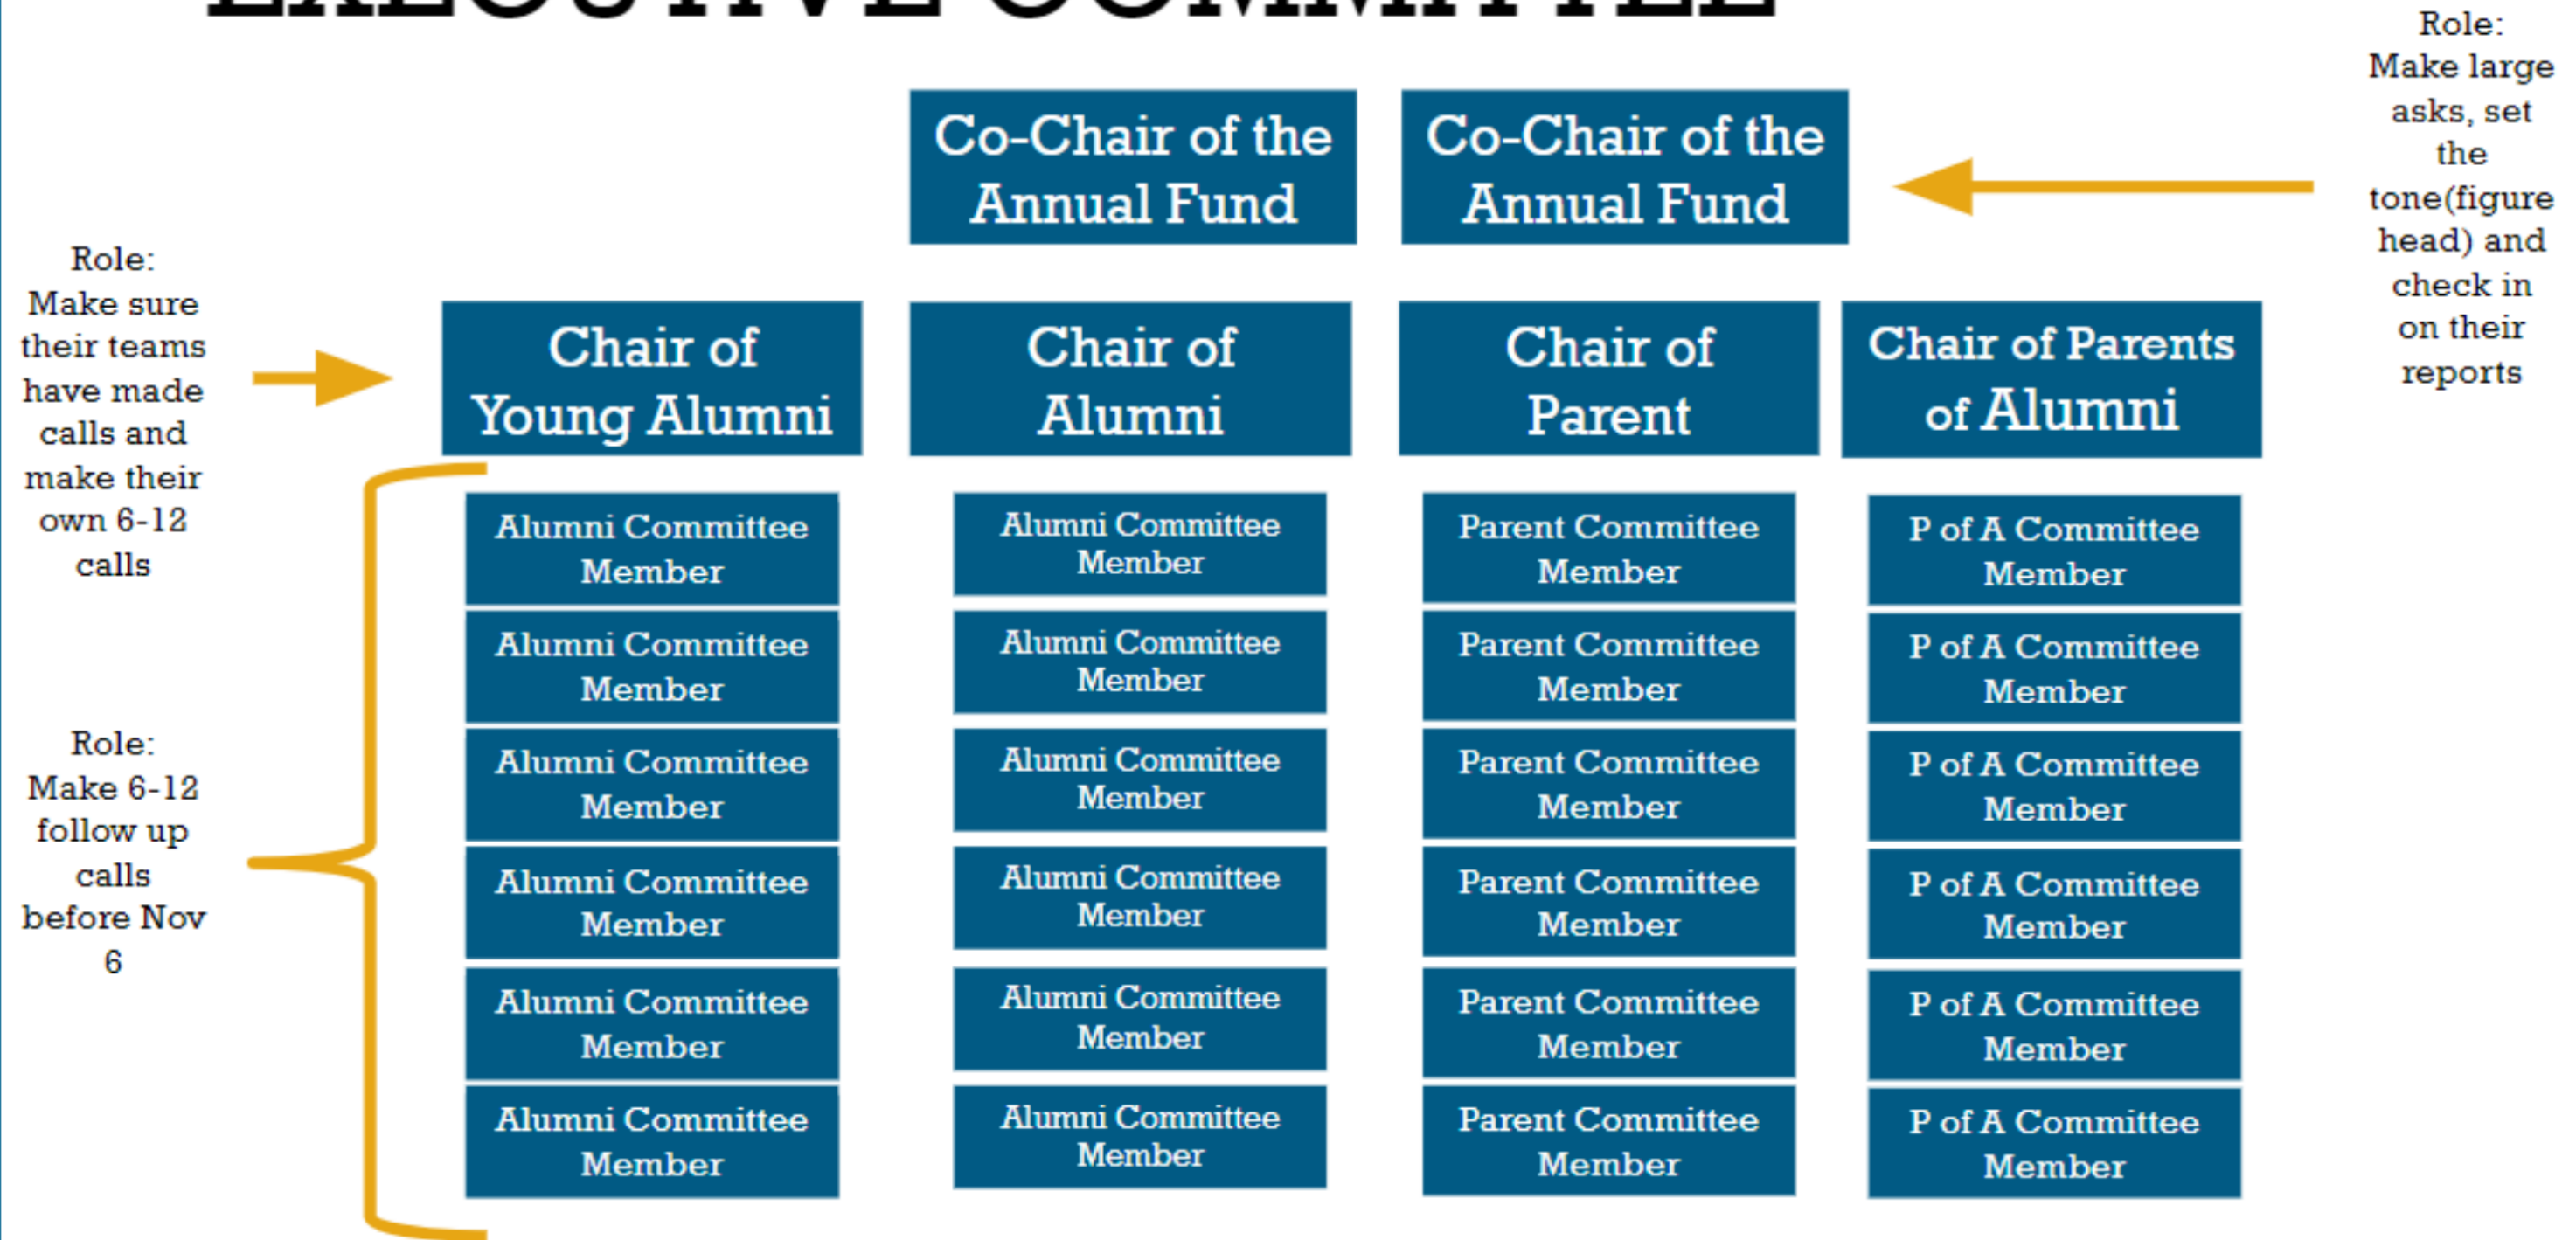 EXECUTIVE COMMITTEE
Role:
Make large
asks, set
the
tone(figure
head) and
check in
on their
reports
Co-Chair of the
Annual Fund
Co-Chair of the
Annual Fund
Role:
Make sure
their teams
have made
calls and
make their
own 6-12
calls
Chair of
Young Alumni
Chair of
Alumni
Chair of
Parent
Chair of Parents
of Alumni
Role:
Make 6-12
follow up
calls
before Nov
6
Alumni Committee
Member
Alumni Committee
Member
Alumni Committee
Member
Alumni Committee
Member
Alumni Committee
Member
Alumni Committee
Member
Alumni Committee
Member
Alumni Committee
Member
Alumni Committee
Member
Alumni Committee
Member
Alumni Committee
Member
Alumni Committee
Member
Parent Committee
Member
Parent Committee
Member
Parent Committee
Member
Parent Committee
Member
Parent Committee
Member
Parent Committee
Member
P of A Committee
Member
P of A Committee
Member
P of A Committee
Member
P of A Committee
Member
P of A Committee
Member
P of A Committee
Member